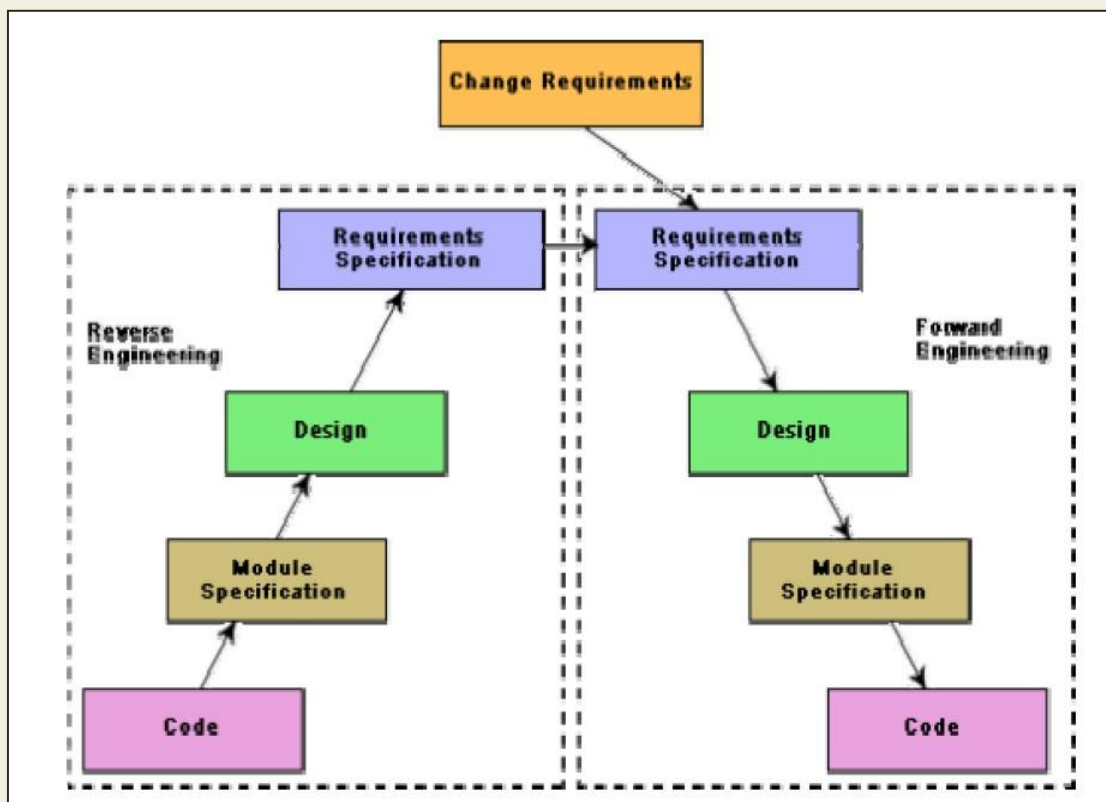 Change Requirements
Requirements
Specification
Requirements
Specification
Reverse
Engineering
Forward
Engineering
Design
Design
Module
Specification
Module
Specification
Code
Code